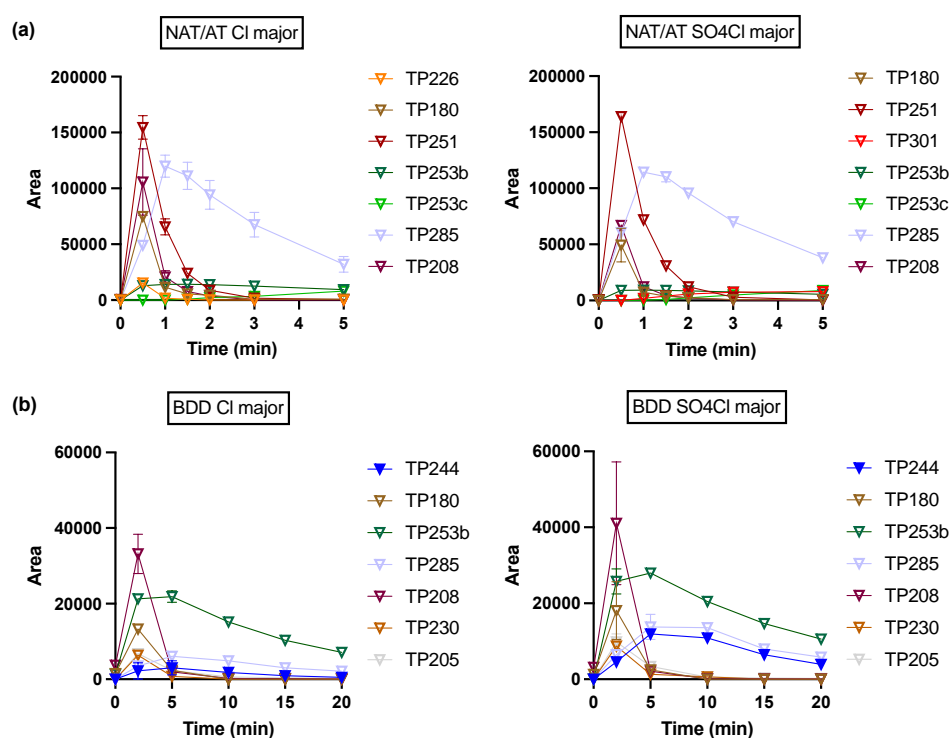 (a)
NAT/AT Cl major
200000
150000
100000
50000
0
Area
0 1 2 3 4 5
Time (min)
TP226
TP180
TP251
TP253b
TP253c
TP285
TP208
NAT/AT SO4Cl major
200000
150000
100000
50000
0
Area
0 1 2 3 4 5
Time (min)
TP180
TP251
TP301
TP253b
TP253c
TP285
TP208
(b)
BDD Cl major
60000
40000
20000
0
Area
0 5 10 15 20
Time (min)
TP244
TP180
TP253b
TP285
TP208
TP230
TP205
BDD SO4Cl major
60000
40000
20000
0
Area
0 5 10 15 20
Time (min)
TP244
TP180
TP253b
TP285
TP208
TP230
TP205